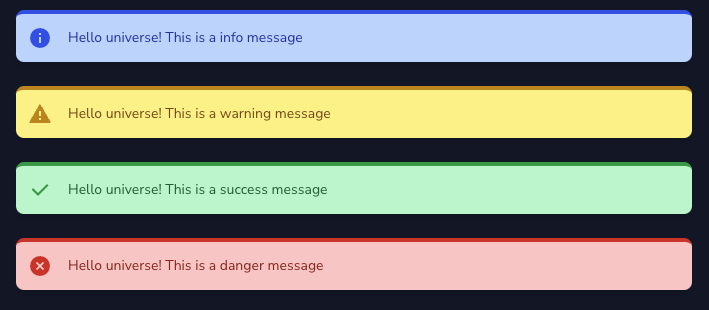 Hello universe! This is a info message
Hello universe! This is a warning message
Hello universe! This is a success message
Hello universe! This is a danger message